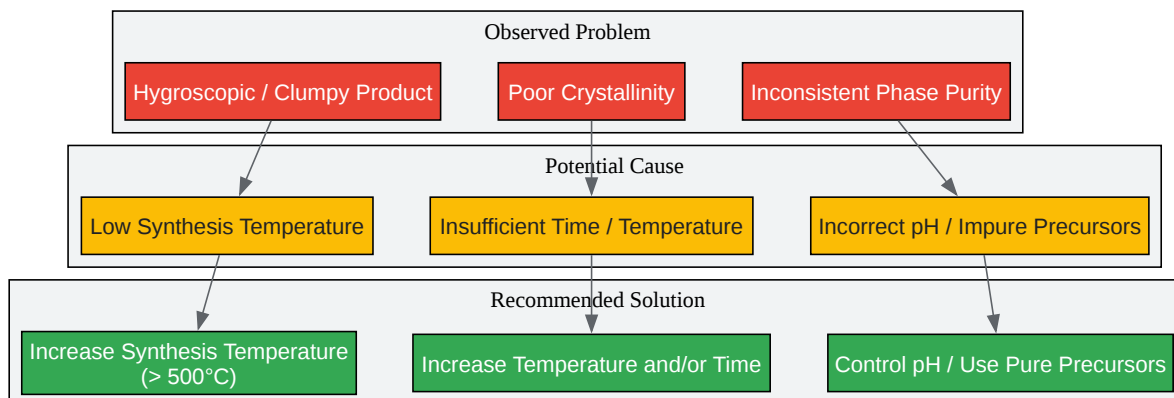 Observed Problem
Hygroscopic / Clumpy Product
Poor Crystallinity
Inconsistent Phase Purity
Potential Cause
Low Synthesis Temperature
Insufficient Time / Temperature
Incorrect pH / Impure Precursors
Recommended Solution
Increase Synthesis Temperature
(> 500°C)
Increase Temperature and/or Time
Control pH / Use Pure Precursors